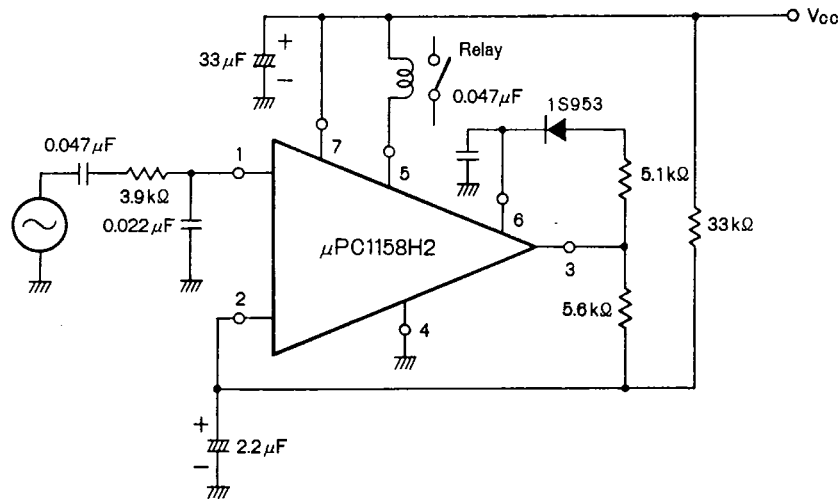 Vcc
+
33μF
−
Relay
0.047μF
1S953
0.047μF
1
7
5
3.9kΩ
0.022μF
6
5.1kΩ
33kΩ
μPC1158H2
3
2
4
5.6kΩ
+
2.2μF
−